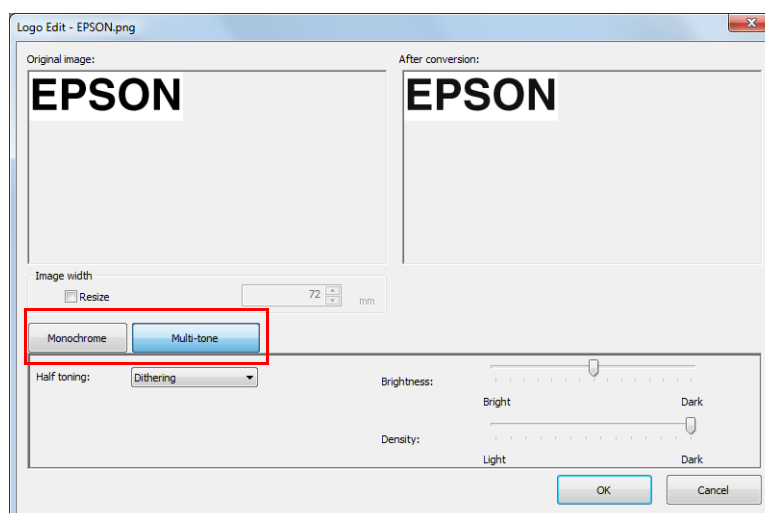 Logo Edit - EPSON.png
Original image:
After conversion:
EPSON
EPSON
Image width
Resize
72
mm
Monochrome
Multi-tone
Half toning:
Dithering
Brightness:
Bright
Dark
Density:
Light
Dark
OK
Cancel